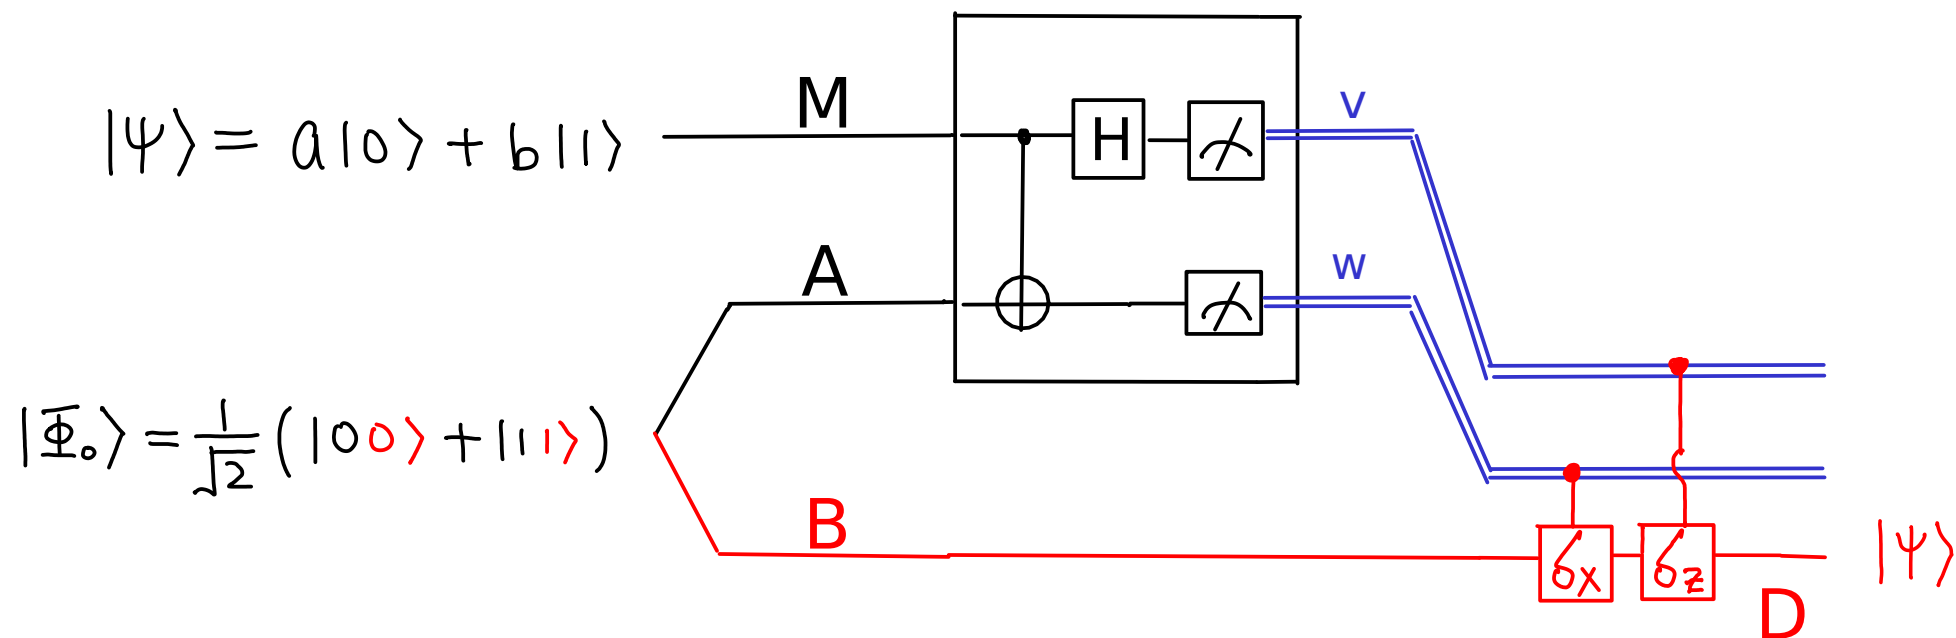 M
v
|ψ⟩ = a|0⟩ + b|1⟩
H
A
w
|Φ₀⟩ = 1/√2 (|00⟩ + |11⟩)
B
σx σz |ψ⟩
D